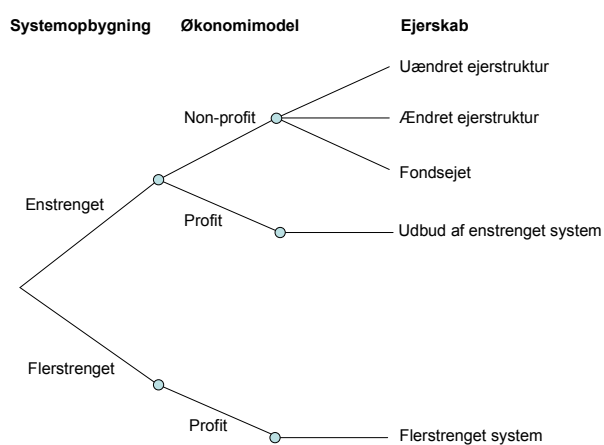 Systemopbygning Økonomimodel Ejerskab
Uændret ejerstruktur
Non-profit Ændret ejerstruktur
Fondsejet
Enstrenget
Profit Udbud af enstrenget system
Flerstrenget
Profit Flerstrenget system